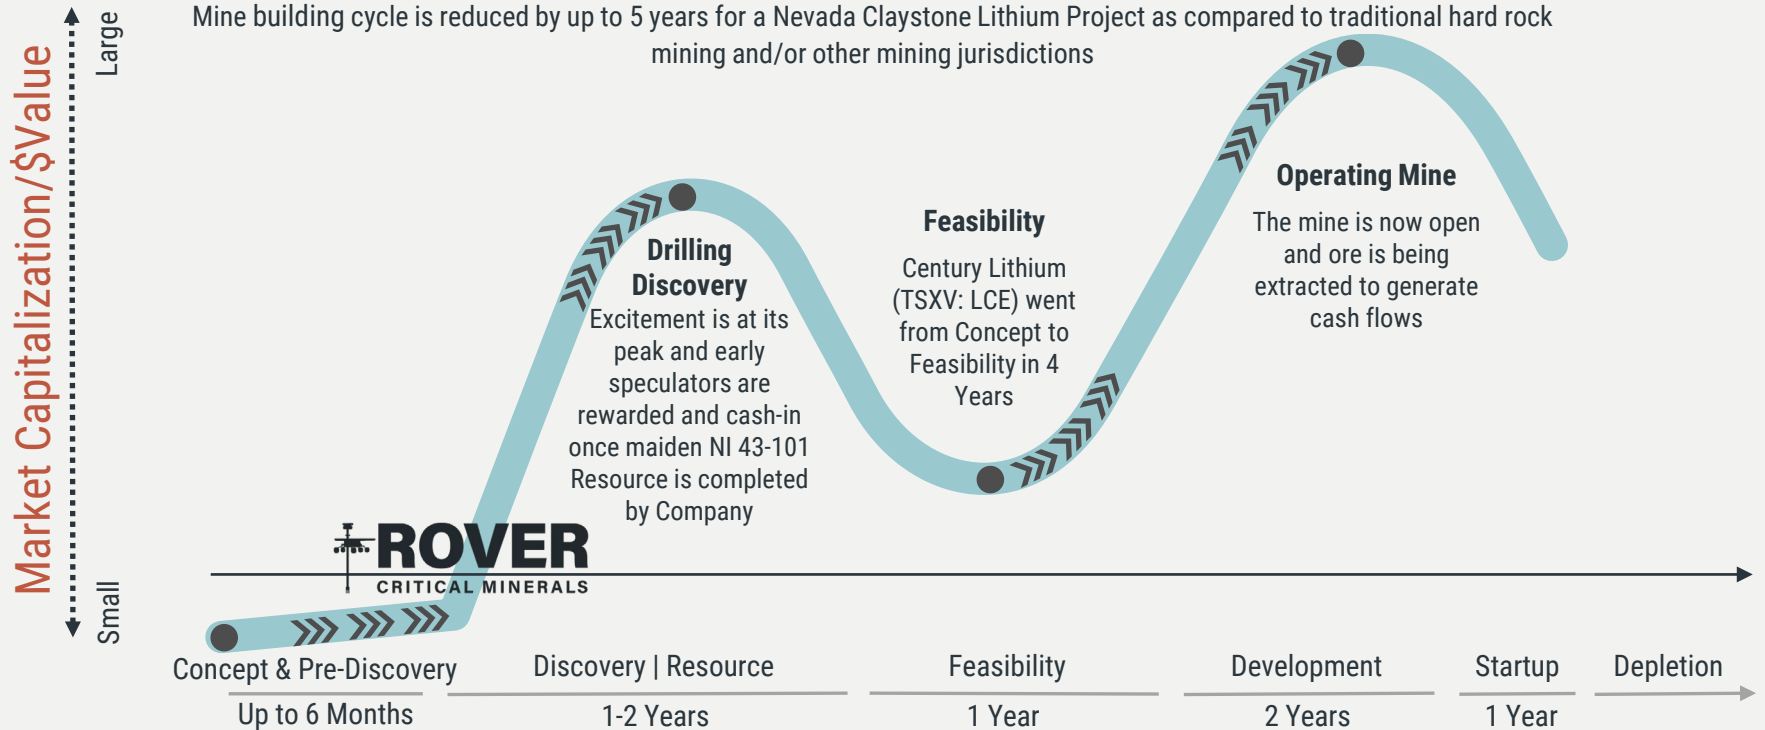 Mine building cycle is reduced by up to 5 years for a Nevada Claystone Lithium Project as compared to traditional hard rock
mining and/or other mining jurisdictions
Market Capitalization/$Value
Large
Small
Drilling
Discovery
Excitement is at its
peak and early
speculators are
rewarded and cash-in
once maiden NI 43-101
Resource is completed
by Company
Feasibility
Century Lithium
(TSXV: LCE) went
from Concept to
Feasibility in 4
Years
Operating Mine
The mine is now open
and ore is being
extracted to generate
cash flows
ROVER
CRITICAL MINERALS
Concept & Pre-Discovery
Up to 6 Months
Discovery | Resource
1-2 Years
Feasibility
1 Year
Development
2 Years
Startup
1 Year
Depletion